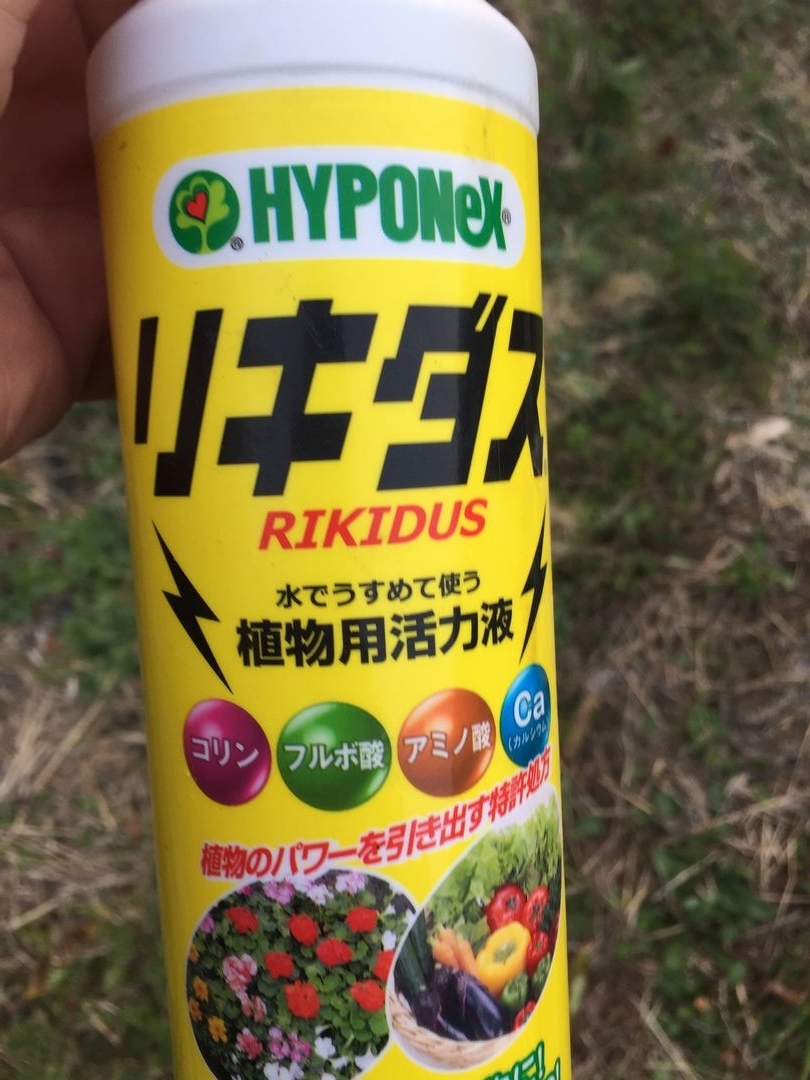 HYPONeX
リキダス
RIKIDUS
水でうすめて使う
植物用活力液
コリン
フルボ酸
アミノ酸
Ca
(カルシウム)
植物のパワーを引き出す特許処方